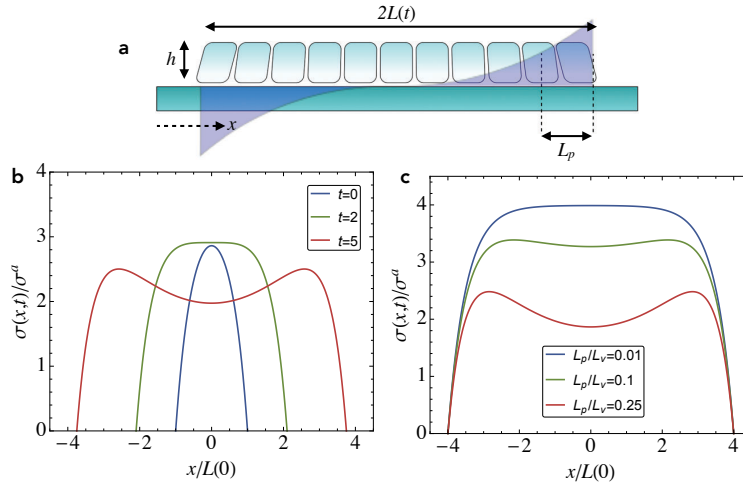 2L(t)
a
h
x
L_p
b
σ(x,t)/σ^a
4
3
2
1
0
t=0
t=2
t=5
−4
−2
0
2
4
x/L(0)
c
σ(x,t)/σ^a
4
3
2
1
0
L_p/L_v=0.01
L_p/L_v=0.1
L_p/L_v=0.25
−4
−2
0
2
4
x/L(0)